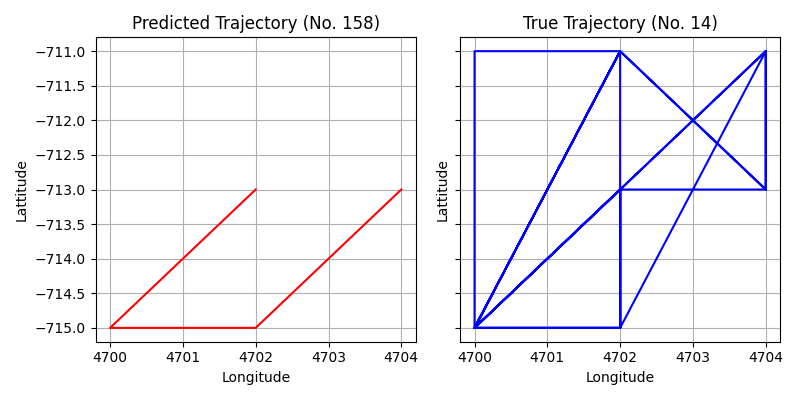 Predicted Trajectory (No. 158)
Lattitude
−711.0
−711.5
−712.0
−712.5
−713.0
−713.5
−714.0
−714.5
−715.0
4700 4701 4702 4703 4704
Longitude
True Trajectory (No. 14)
Lattitude
4700 4701 4702 4703 4704
Longitude